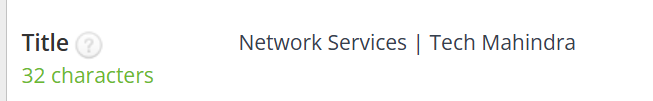 Title ? Network Services | Tech Mahindra
32 characters